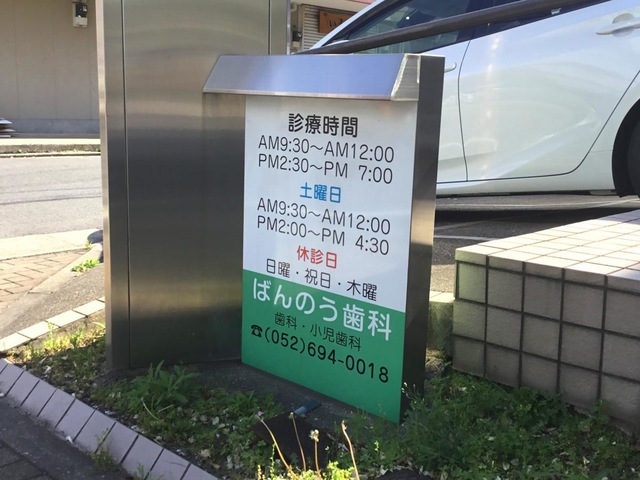 診療時間
AM9:30～AM12:00
PM2:30～PM 7:00
土曜日
AM9:30～AM12:00
PM2:00～PM 4:30
休診日
日曜・祝日・木曜
ばんのう歯科
歯科・小児歯科
☎(052)694-0018